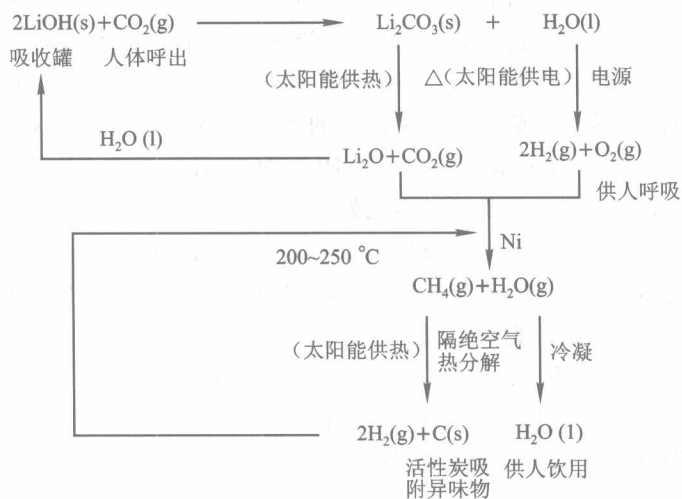 2LiOH(s)+CO₂(g) Li₂CO₃(s) + H₂O(l)
吸收罐 人体呼出
(太阳能供热) △(太阳能供电) 电源
H₂O (l)
Li₂O+CO₂(g) 2H₂(g)+O₂(g)
供人呼吸
200~250 °C Ni
CH₄(g)+H₂O(g)
(太阳能供热) 隔绝空气 冷凝
热分解
2H₂(g)+C(s) H₂O (l)
活性炭吸 供人饮用
附异味物